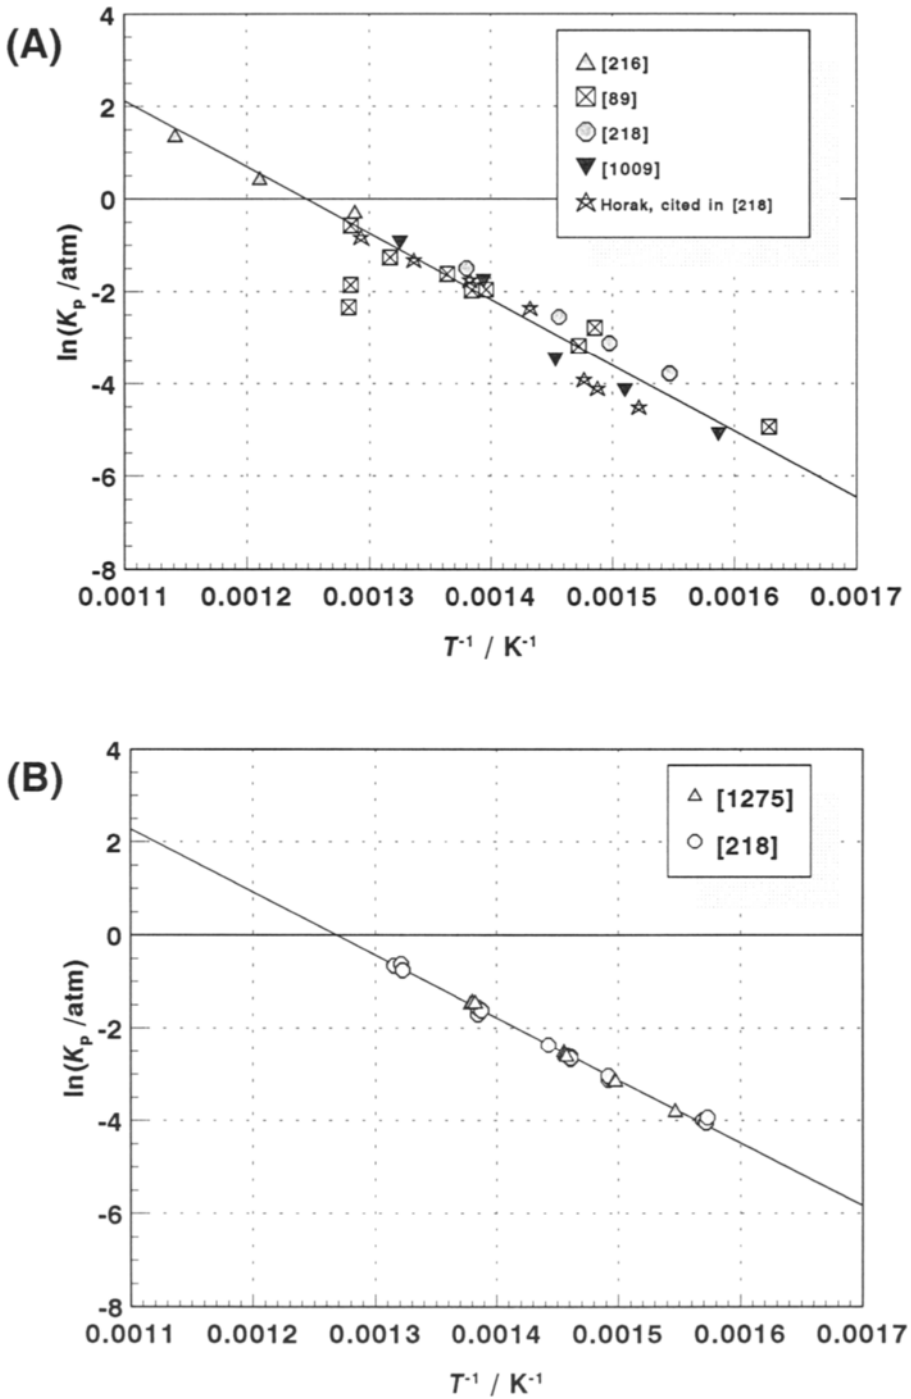 (A)
4
2
0
-2
-4
-6
-8
ln(Kp /atm)
[216]
[89]
[218]
[1009]
Horak, cited in [218]
0.0011 0.0012 0.0013 0.0014 0.0015 0.0016 0.0017
T-1 / K-1
(B)
4
2
0
-2
-4
-6
-8
ln(Kp /atm)
[1275]
[218]
0.0011 0.0012 0.0013 0.0014 0.0015 0.0016 0.0017
T-1 / K-1